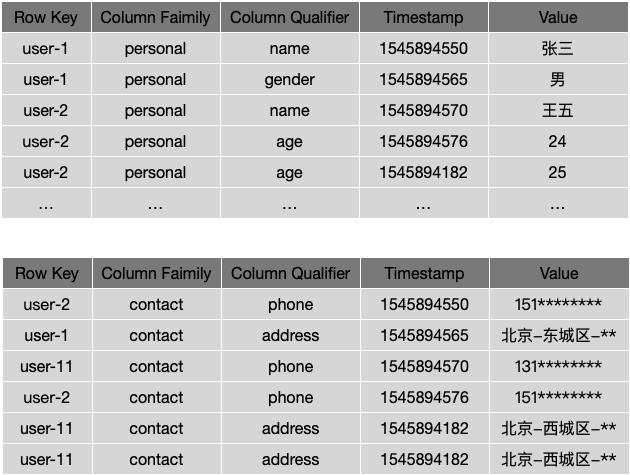 Row Key Column Faimily Column Qualifier Timestamp Value
user-1 personal name 1545894550 张三
user-1 personal gender 1545894565 男
user-2 personal name 1545894570 王五
user-2 personal age 1545894576 24
user-2 personal age 1545894182 25
… … … … …
Row Key Column Faimily Column Qualifier Timestamp Value
user-2 contact phone 1545894550 151********
user-1 contact address 1545894565 北京-东城区-**
user-11 contact phone 1545894570 131********
user-2 contact phone 1545894576 151********
user-11 contact address 1545894182 北京-西城区-**
user-11 contact address 1545894182 北京-西城区-**